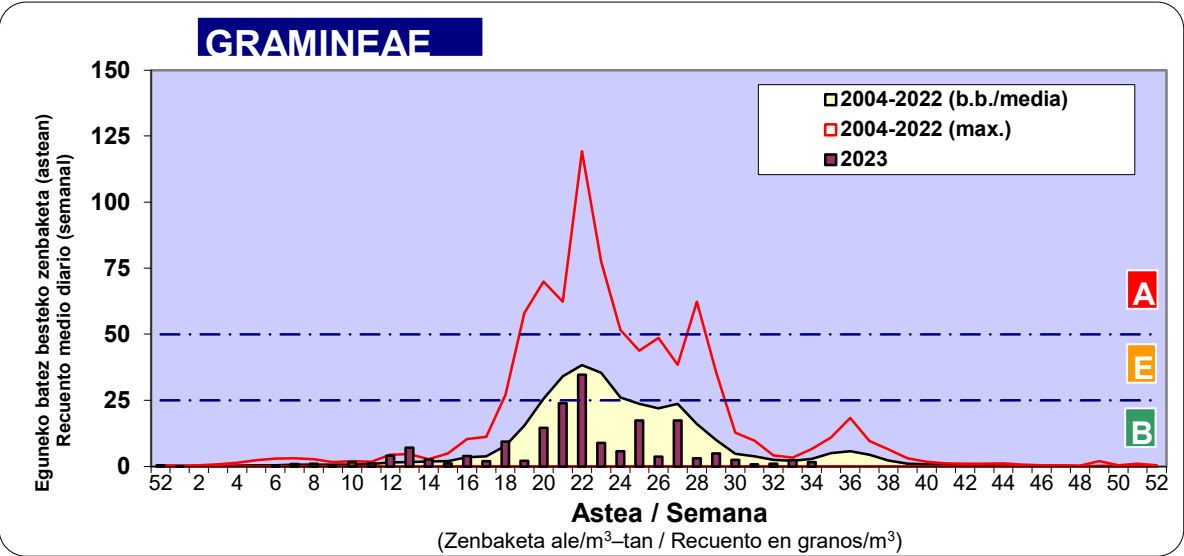 GRAMINEAE
150
125
100
75
50
25
0
Eguneko batez besteko zenbaketa (astean)
Recuento medio diario (semanal)
2004-2022 (b.b./media)
2004-2022 (max.)
2023
A
E
B
52 2 4 6 8 10 12 14 16 18 20 22 24 26 28 30 32 34 36 38 40 42 44 46 48 50 52
Astea / Semana
(Zenbaketa ale/m³–tan / Recuento en granos/m³)